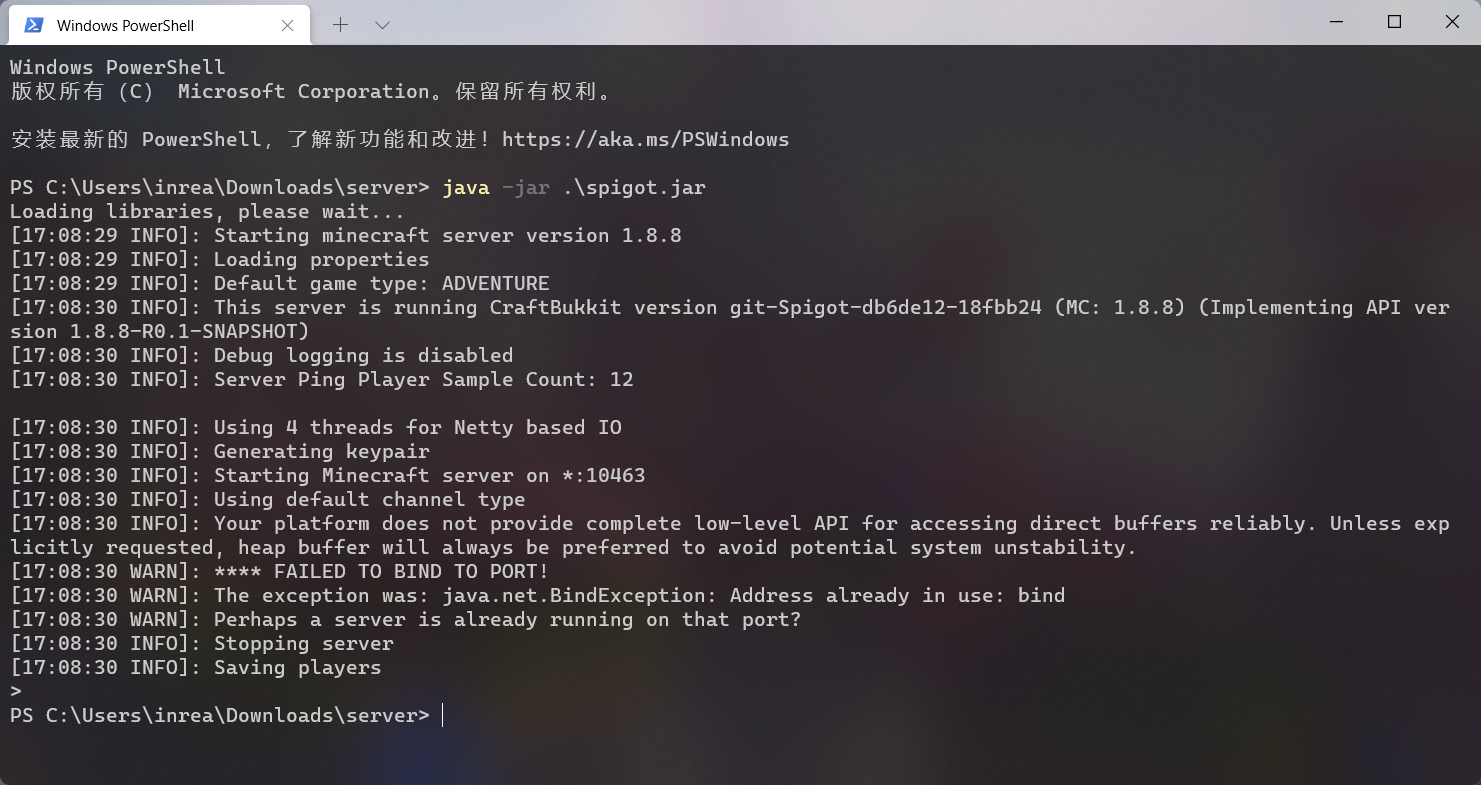 Windows PowerShell
Windows PowerShell
版权所有 (C) Microsoft Corporation。保留所有权利。
安装最新的 PowerShell，了解新功能和改进！https://aka.ms/PSWindows
PS C:\Users\inrea\Downloads\server> java -jar .\spigot.jar
Loading libraries, please wait...
[17:08:29 INFO]: Starting minecraft server version 1.8.8
[17:08:29 INFO]: Loading properties
[17:08:29 INFO]: Default game type: ADVENTURE
[17:08:30 INFO]: This server is running CraftBukkit version git-Spigot-db6de12-18fbb24 (MC: 1.8.8) (Implementing API ver
sion 1.8.8-R0.1-SNAPSHOT)
[17:08:30 INFO]: Debug logging is disabled
[17:08:30 INFO]: Server Ping Player Sample Count: 12
[17:08:30 INFO]: Using 4 threads for Netty based IO
[17:08:30 INFO]: Generating keypair
[17:08:30 INFO]: Starting Minecraft server on *:10463
[17:08:30 INFO]: Using default channel type
[17:08:30 INFO]: Your platform does not provide complete low-level API for accessing direct buffers reliably. Unless exp
licitly requested, heap buffer will always be preferred to avoid potential system unstability.
[17:08:30 WARN]: **** FAILED TO BIND TO PORT!
[17:08:30 WARN]: The exception was: java.net.BindException: Address already in use: bind
[17:08:30 WARN]: Perhaps a server is already running on that port?
[17:08:30 INFO]: Stopping server
[17:08:30 INFO]: Saving players
>
PS C:\Users\inrea\Downloads\server>